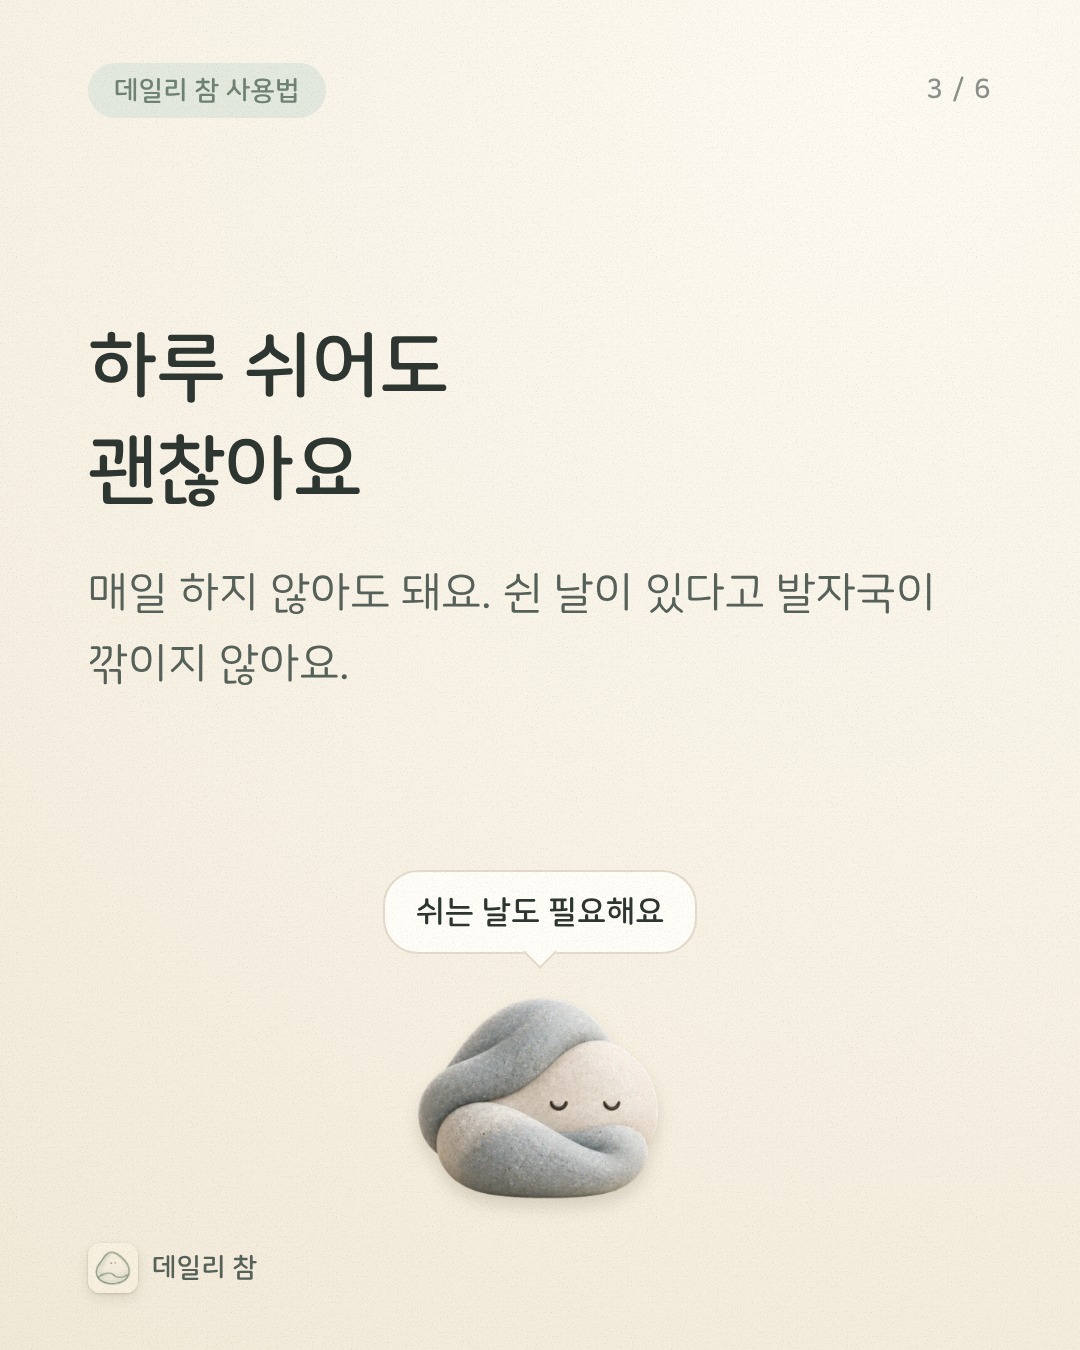 데일리 참 사용법
3 / 6
하루 쉬어도
괜찮아요
매일 하지 않아도 돼요. 쉰 날이 있다고 발자국이
깎이지 않아요.
쉬는 날도 필요해요
데일리 참